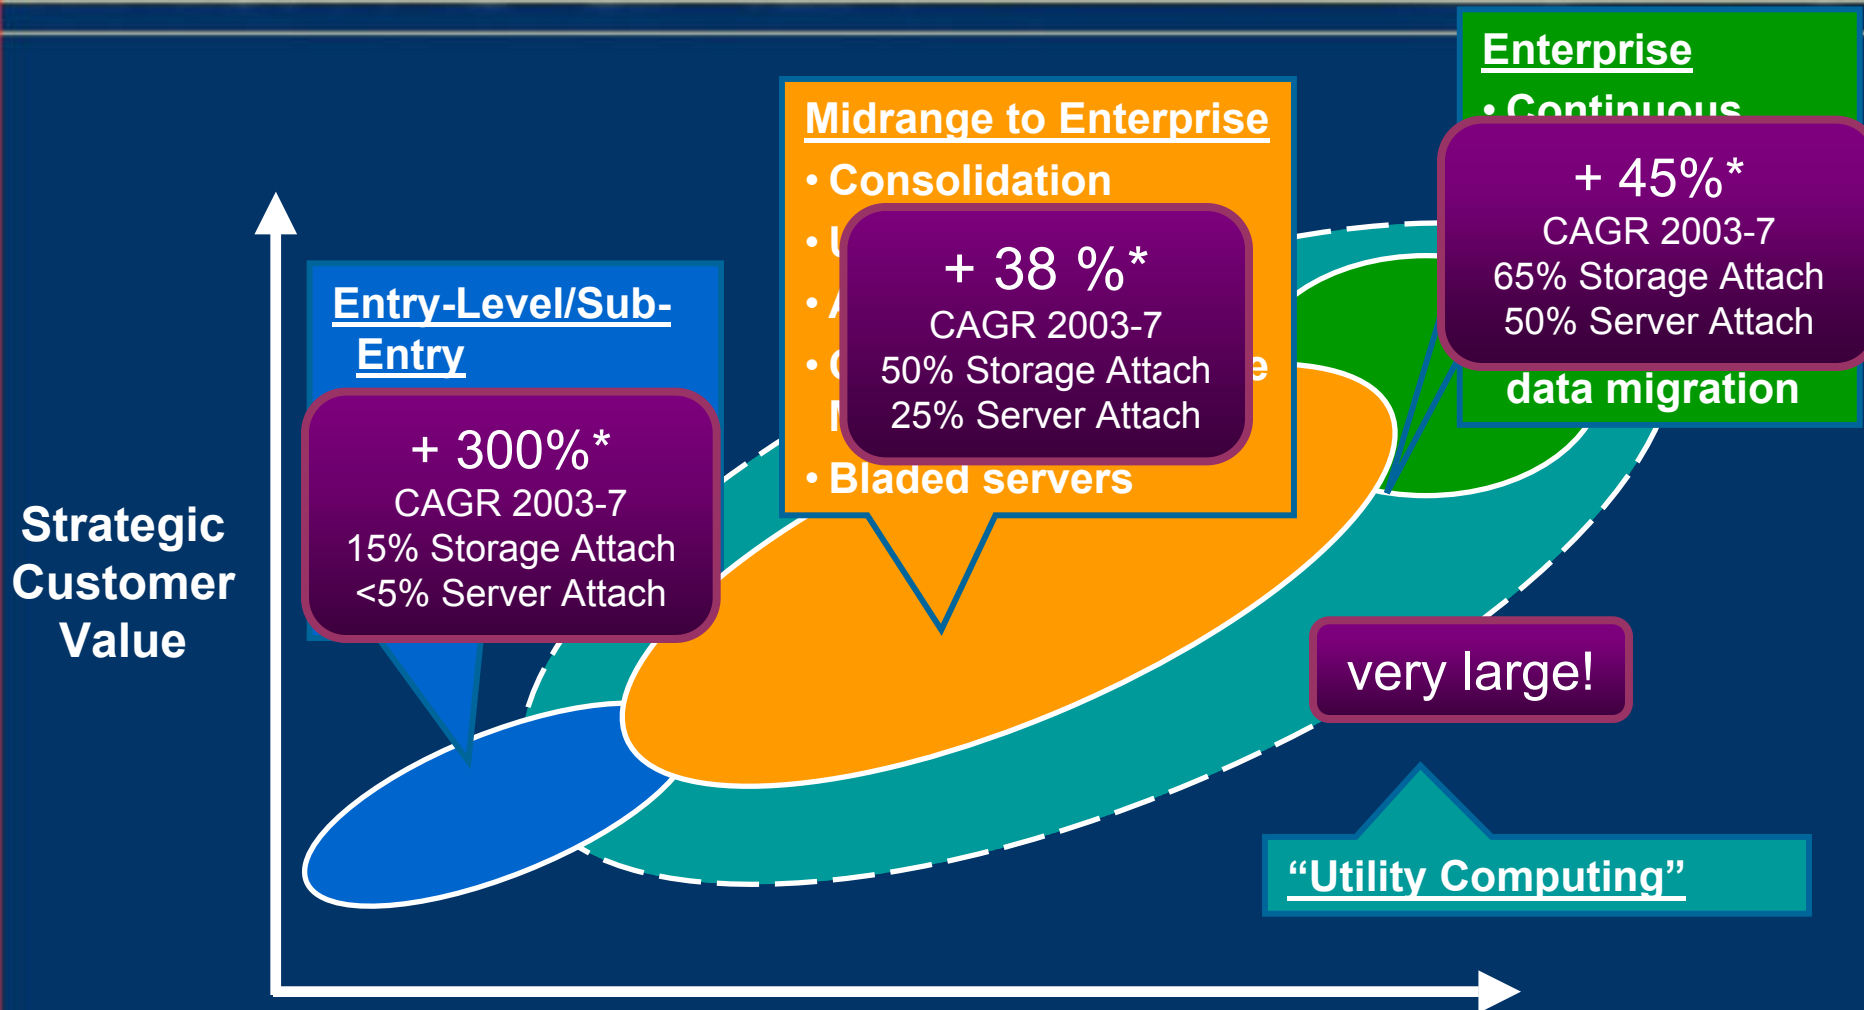 Enterprise
• Continuous
+ 45%*
CAGR 2003-7
65% Storage Attach
50% Server Attach
data migration
Midrange to Enterprise
• Consolidation
+ 38 %*
CAGR 2003-7
50% Storage Attach
25% Server Attach
• Bladed servers
Entry-Level/Sub-
Entry
+ 300%*
CAGR 2003-7
15% Storage Attach
<5% Server Attach
Strategic
Customer
Value
very large!
“Utility Computing”